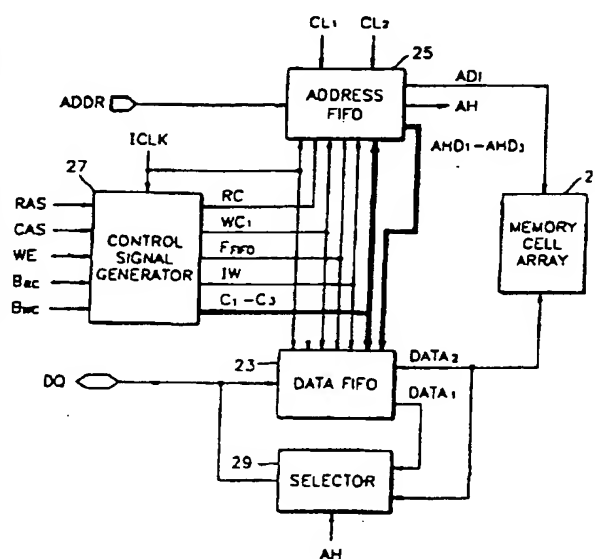 CL₁ CL₂
25
ADDR
ADDRESS
FIFO
AD1
AH
AHD₁-AHD₃
ICLK
27
RAS
CAS
WE
BRC
BWC
CONTROL
SIGNAL
GENERATOR
RC
WC₁
FFIFO
IW
C₁-C₃
2
MEMORY
CELL
ARRAY
DQ
23
DATA FIFO
DATA₂
DATA₁
29
SELECTOR
AH